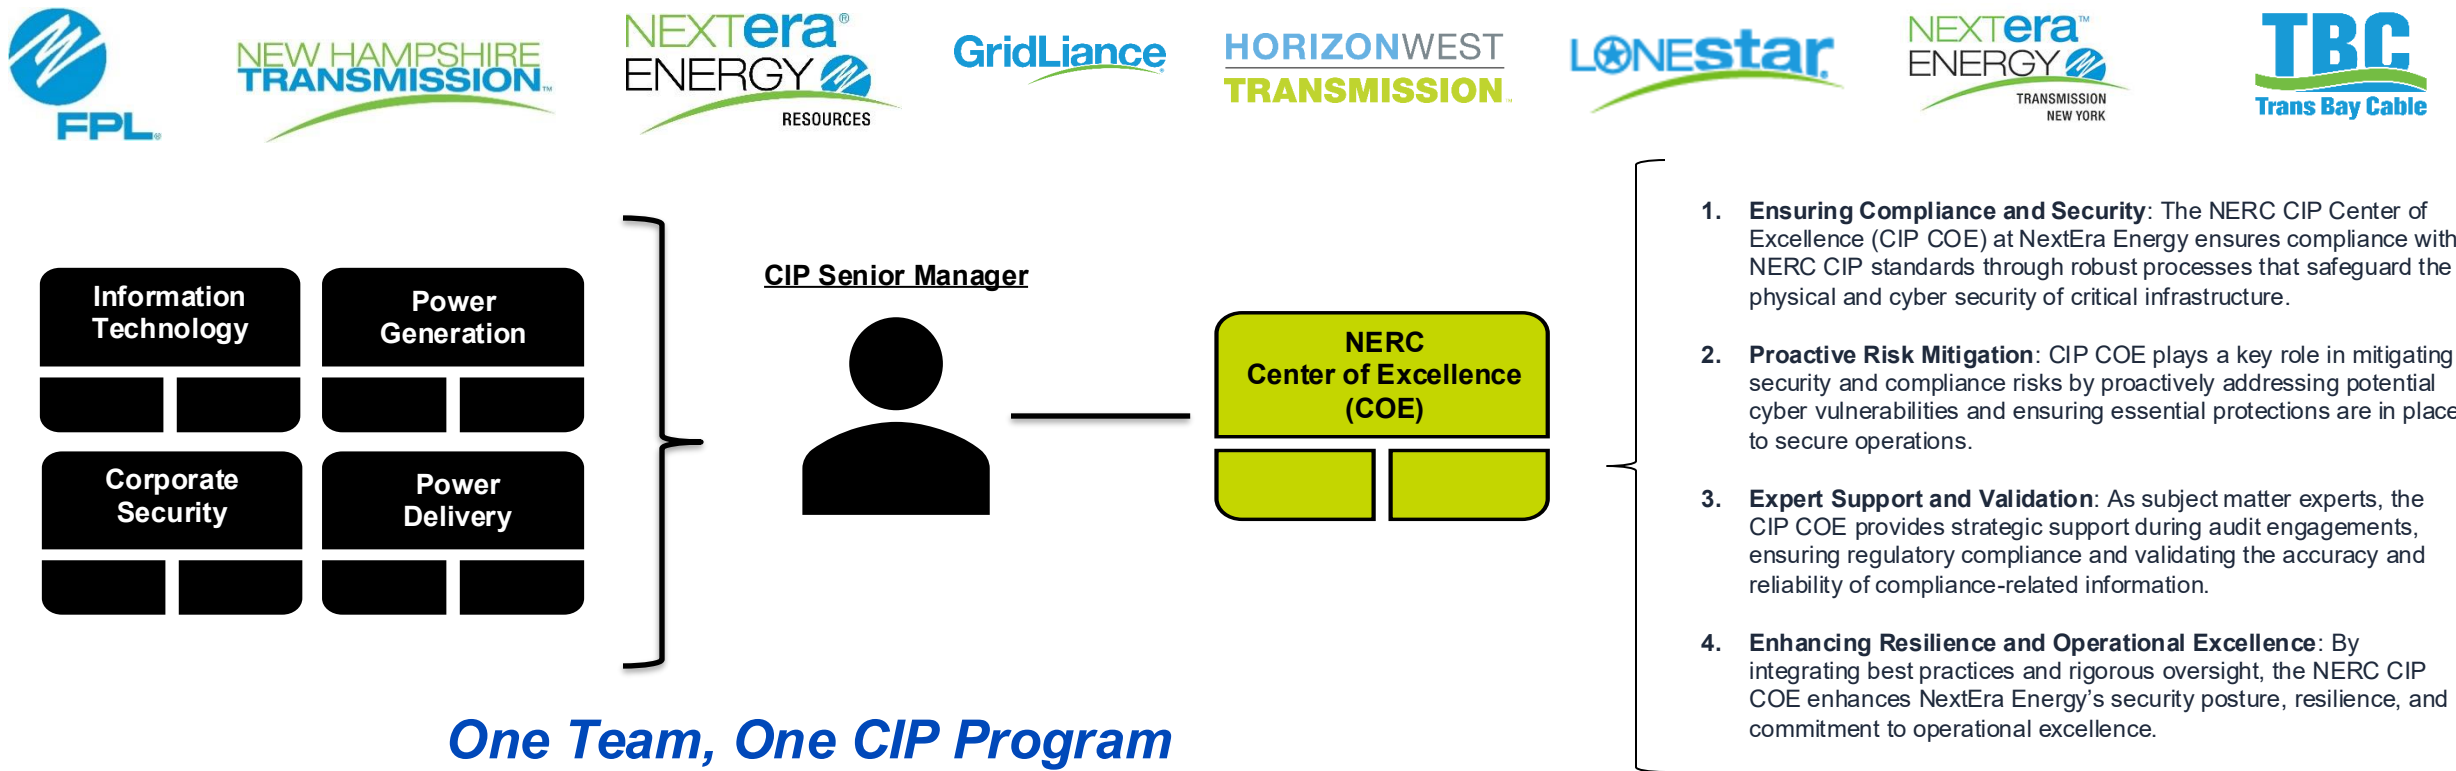 FPL®
NEW HAMPSHIRE
TRANSMISSION™
NEXTera®
ENERGY
RESOURCES
GridLiance
HORIZONWEST
TRANSMISSION
LONEstar
NEXTera™
ENERGY
TRANSMISSION
NEW YORK
TBC
Trans Bay Cable
Information
Technology
Power
Generation
Corporate
Security
Power
Delivery
CIP Senior Manager
NERC
Center of Excellence
(COE)
1. Ensuring Compliance and Security: The NERC CIP Center of
Excellence (CIP COE) at NextEra Energy ensures compliance with
NERC CIP standards through robust processes that safeguard the
physical and cyber security of critical infrastructure.
2. Proactive Risk Mitigation: CIP COE plays a key role in mitigating
security and compliance risks by proactively addressing potential
cyber vulnerabilities and ensuring essential protections are in place
to secure operations.
3. Expert Support and Validation: As subject matter experts, the
CIP COE provides strategic support during audit engagements,
ensuring regulatory compliance and validating the accuracy and
reliability of compliance-related information.
4. Enhancing Resilience and Operational Excellence: By
integrating best practices and rigorous oversight, the NERC CIP
COE enhances NextEra Energy’s security posture, resilience, and
commitment to operational excellence.
One Team, One CIP Program